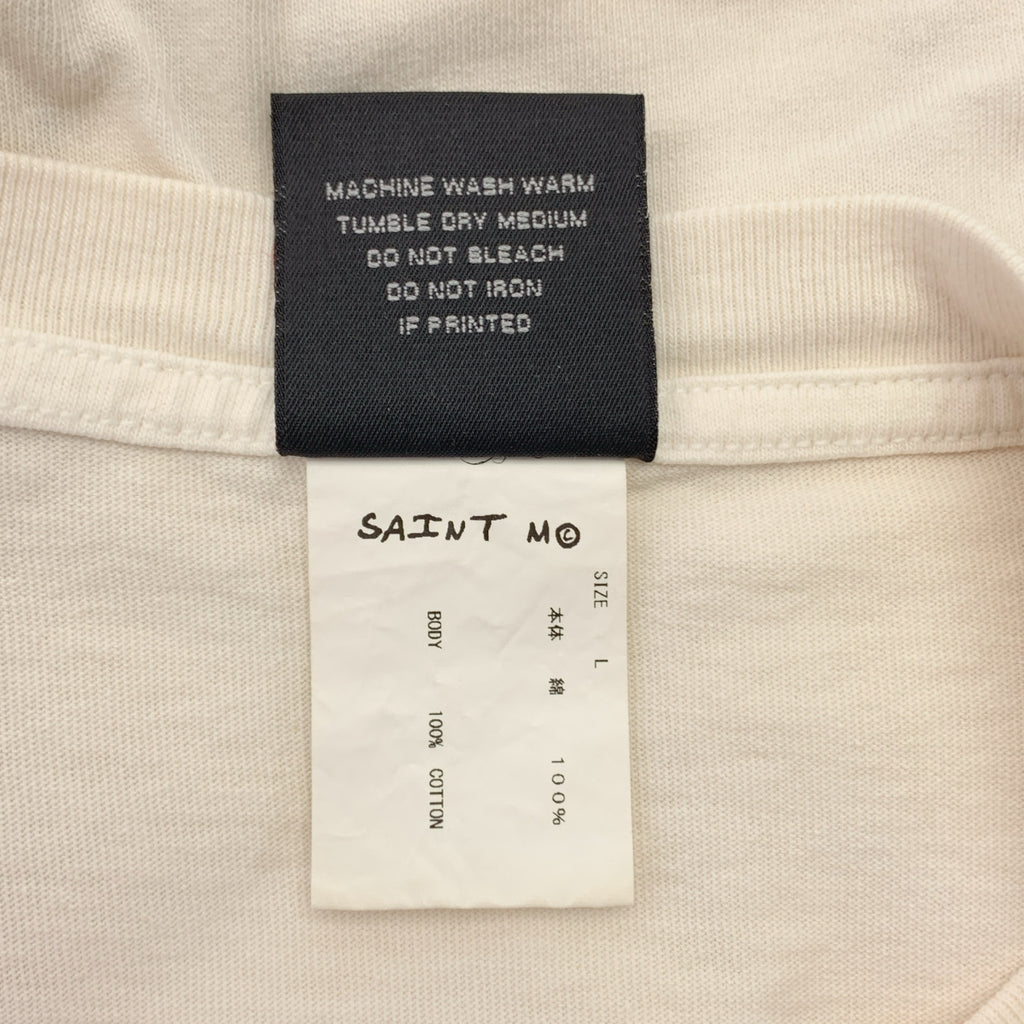 MACHINE WASH WARM
TUMBLE DRY MEDIUM
DO NOT BLEACH
DO NOT IRON
IF PRINTED
SAINT M©
SIZE L
本体 綿 100%
BODY 100% COTTON